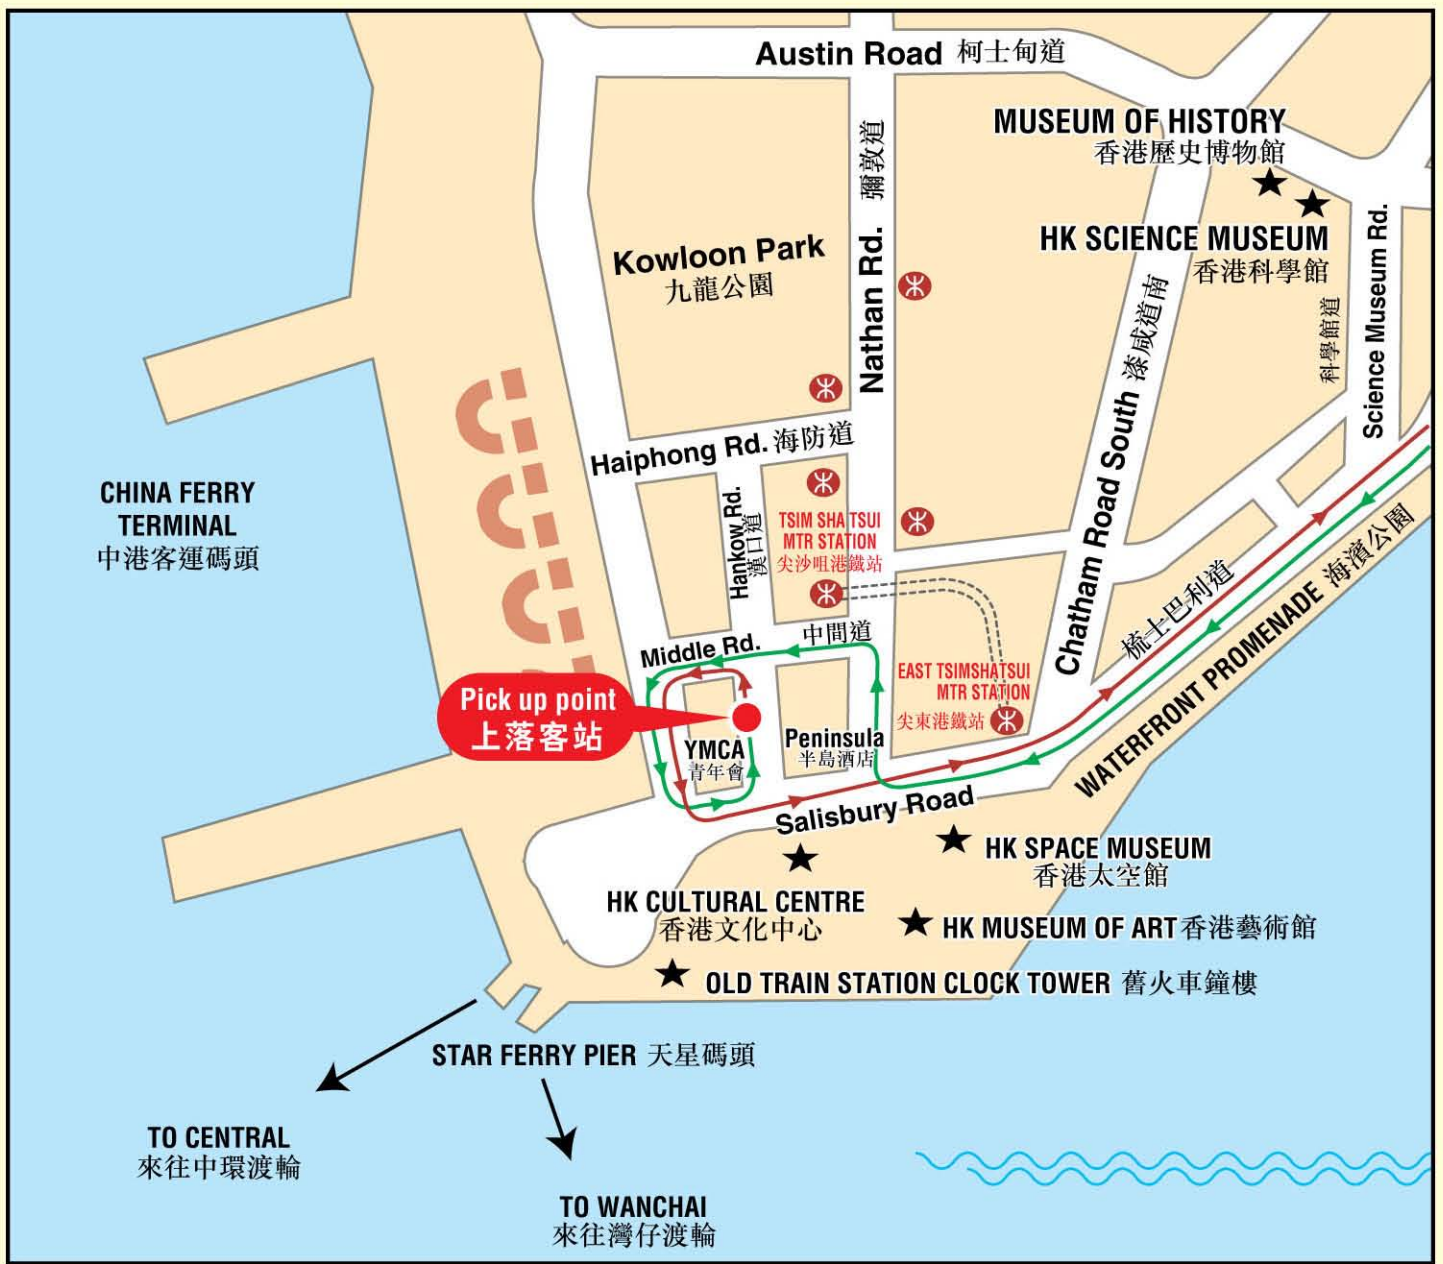 Austin Road 柯士甸道
MUSEUM OF HISTORY
香港歷史博物館
HK SCIENCE MUSEUM
香港科學館
Science Museum Rd.
科學館道
Nathan Rd. 彌敦道
Kowloon Park
九龍公園
Chatham Road South 漆咸道南
Haiphong Rd. 海防道
Hankow Rd.
漢口道
TSIM SHA TSUI
MTR STATION
尖沙咀港鐵站
CHINA FERRY
TERMINAL
中港客運碼頭
Middle Rd. 中間道
EAST TSIMSHATSUI
MTR STATION
尖東港鐵站
梳士巴利道
WATERFRONT PROMENADE 海濱公園
Pick up point
上落客站
YMCA
青年會
Peninsula
半島酒店
Salisbury Road
HK SPACE MUSEUM
香港太空館
HK CULTURAL CENTRE
香港文化中心
HK MUSEUM OF ART 香港藝術館
OLD TRAIN STATION CLOCK TOWER 舊火車鐘樓
STAR FERRY PIER 天星碼頭
TO CENTRAL
來往中環渡輪
TO WANCHAI
來往灣仔渡輪